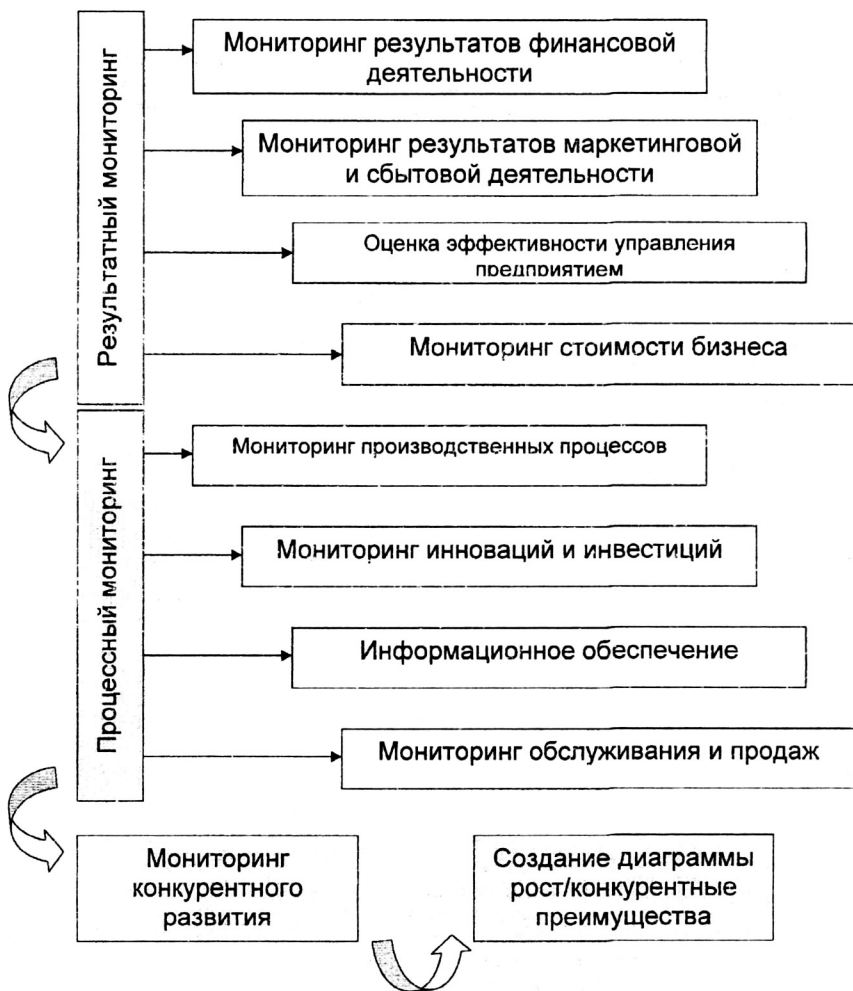 Результатный мониторинг
Мониторинг результатов финансовой
деятельности
Мониторинг результатов маркетинговой
и сбытовой деятельности
Оценка эффективности управления
предприятием
Мониторинг стоимости бизнеса
Процессный мониторинг
Мониторинг производственных процессов
Мониторинг инноваций и инвестиций
Информационное обеспечение
Мониторинг обслуживания и продаж
Мониторинг
конкурентного
развития
Создание диаграммы
рост/конкурентные
преимущества